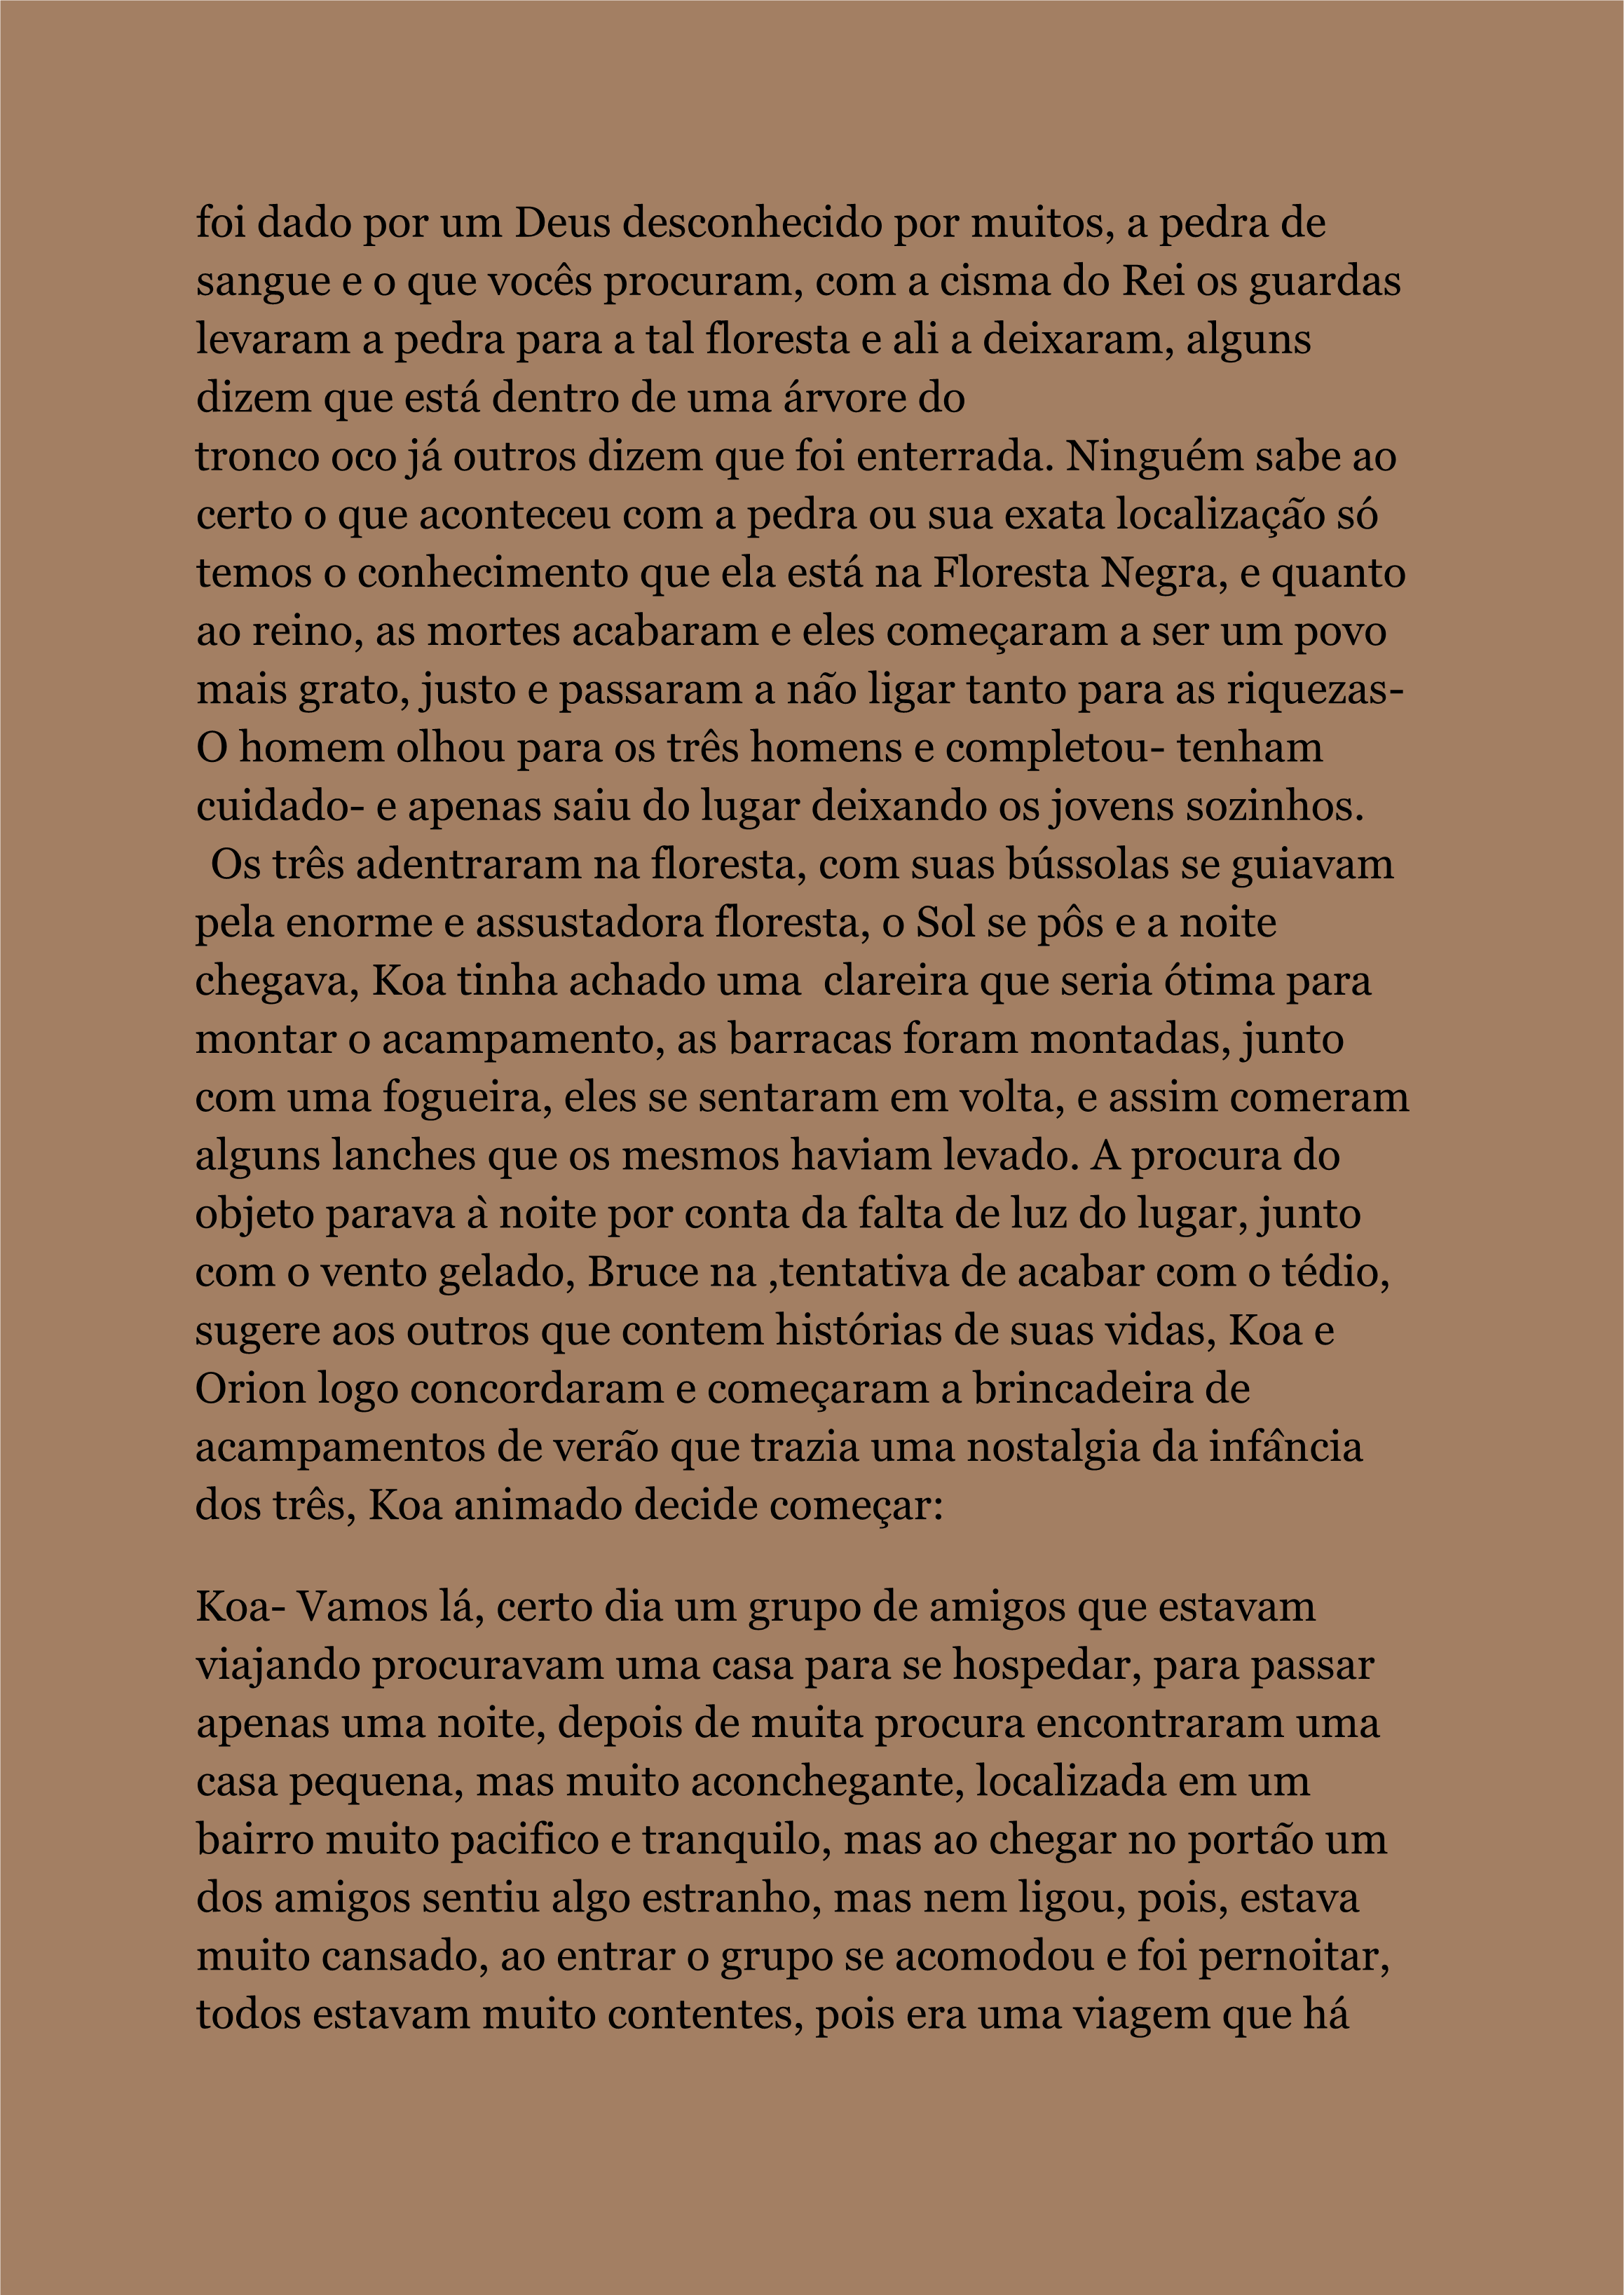 foi dado por um Deus desconhecido por muitos, a pedra de
sangue e o que vocês procuram, com a cisma do Rei os guardas
levaram a pedra para a tal floresta e ali a deixaram, alguns
dizem que está dentro de uma árvore do
tronco oco já outros dizem que foi enterrada. Ninguém sabe ao
certo o que aconteceu com a pedra ou sua exata localização só
temos o conhecimento que ela está na Floresta Negra, e quanto
ao reino, as mortes acabaram e eles começaram a ser um povo
mais grato, justo e passaram a não ligar tanto para as riquezas-
O homem olhou para os três homens e completou- tenham
cuidado- e apenas saiu do lugar deixando os jovens sozinhos.
Os três adentraram na floresta, com suas bússolas se guiavam
pela enorme e assustadora floresta, o Sol se pôs e a noite
chegava, Koa tinha achado uma  clareira que seria ótima para
montar o acampamento, as barracas foram montadas, junto
com uma fogueira, eles se sentaram em volta, e assim comeram
alguns lanches que os mesmos haviam levado. A procura do
objeto parava à noite por conta da falta de luz do lugar, junto
com o vento gelado, Bruce na ,tentativa de acabar com o tédio,
sugere aos outros que contem histórias de suas vidas, Koa e
Orion logo concordaram e começaram a brincadeira de
acampamentos de verão que trazia uma nostalgia da infância
dos três, Koa animado decide começar:
Koa- Vamos lá, certo dia um grupo de amigos que estavam
viajando procuravam uma casa para se hospedar, para passar
apenas uma noite, depois de muita procura encontraram uma
casa pequena, mas muito aconchegante, localizada em um
bairro muito pacifico e tranquilo, mas ao chegar no portão um
dos amigos sentiu algo estranho, mas nem ligou, pois, estava
muito cansado, ao entrar o grupo se acomodou e foi pernoitar,
todos estavam muito contentes, pois era uma viagem que há